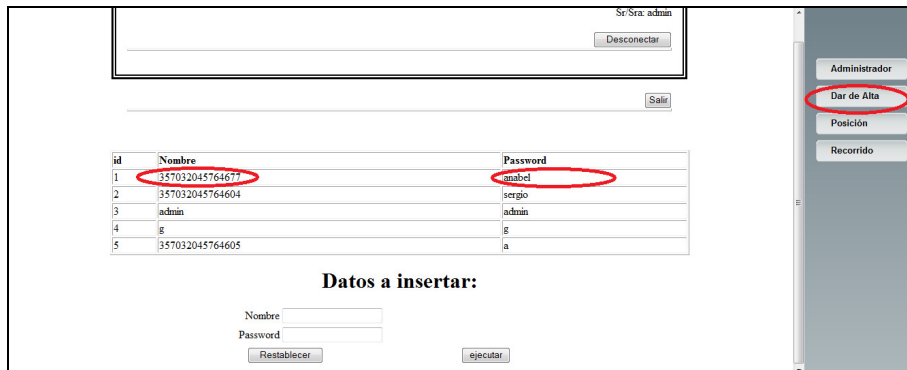 Sr/Sra: admin
Desconectar
Salir
Administrador
Dar de Alta
Posición
Recorrido
id Nombre Password
1 357032045764677 anabel
2 357032045764604 sergio
3 admin admin
4 g g
5 357032045764605 a
Datos a insertar:
Nombre
Password
Restablecer ejecutar